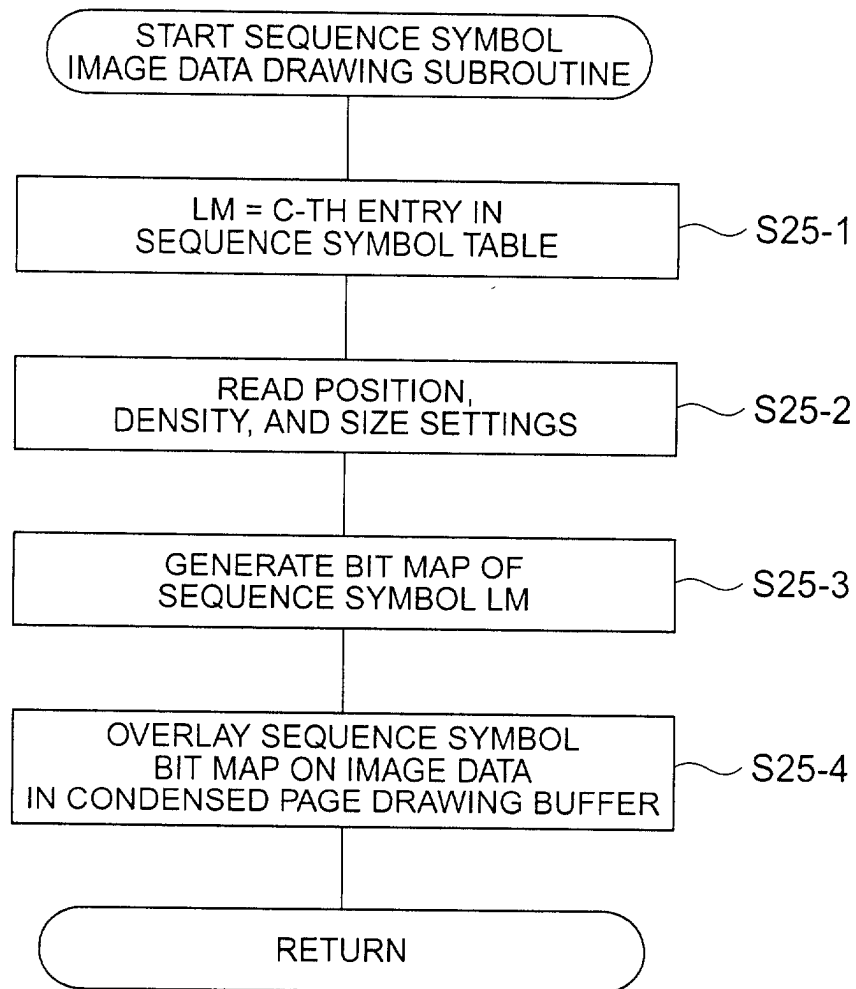 START SEQUENCE SYMBOL
IMAGE DATA DRAWING SUBROUTINE
LM = C-TH ENTRY IN
SEQUENCE SYMBOL TABLE
S25-1
READ POSITION,
DENSITY, AND SIZE SETTINGS
S25-2
GENERATE BIT MAP OF
SEQUENCE SYMBOL LM
S25-3
OVERLAY SEQUENCE SYMBOL
BIT MAP ON IMAGE DATA
IN CONDENSED PAGE DRAWING BUFFER
S25-4
RETURN